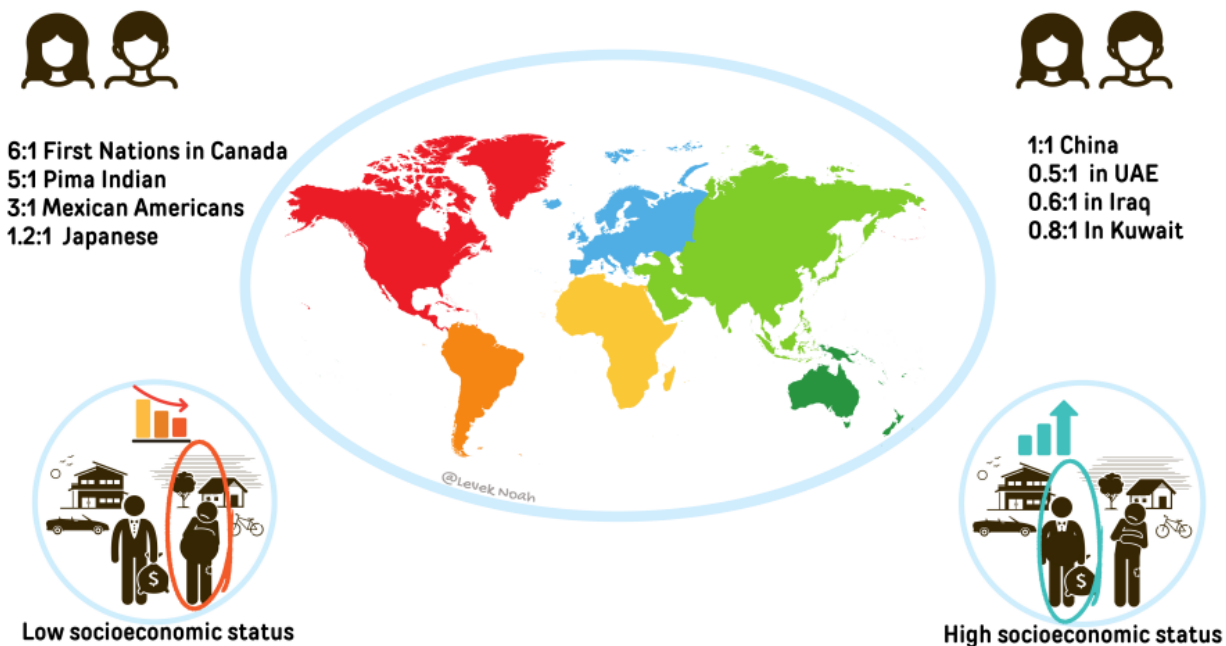 6:1 First Nations in Canada
5:1 Pima Indian
3:1 Mexican Americans
1.2:1 Japanese
1:1 China
0.5:1 in UAE
0.6:1 in Iraq
0.8:1 In Kuwait
@Levek Noah
$
Low socioeconomic status
$
High socioeconomic status